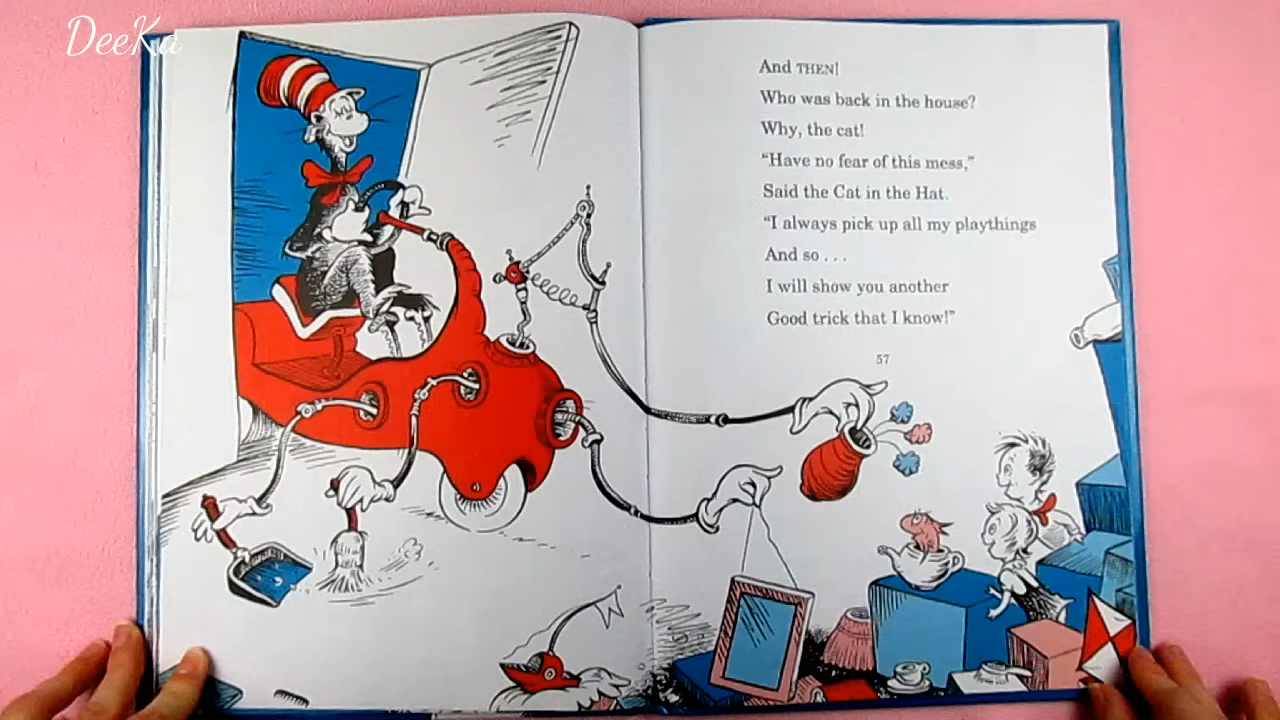 DeeKa
And THEN!
Who was back in the house?
Why, the cat!
“Have no fear of this mess,”
Said the Cat in the Hat.
“I always pick up all my playthings
And so . . .
I will show you another
Good trick that I know!”
57